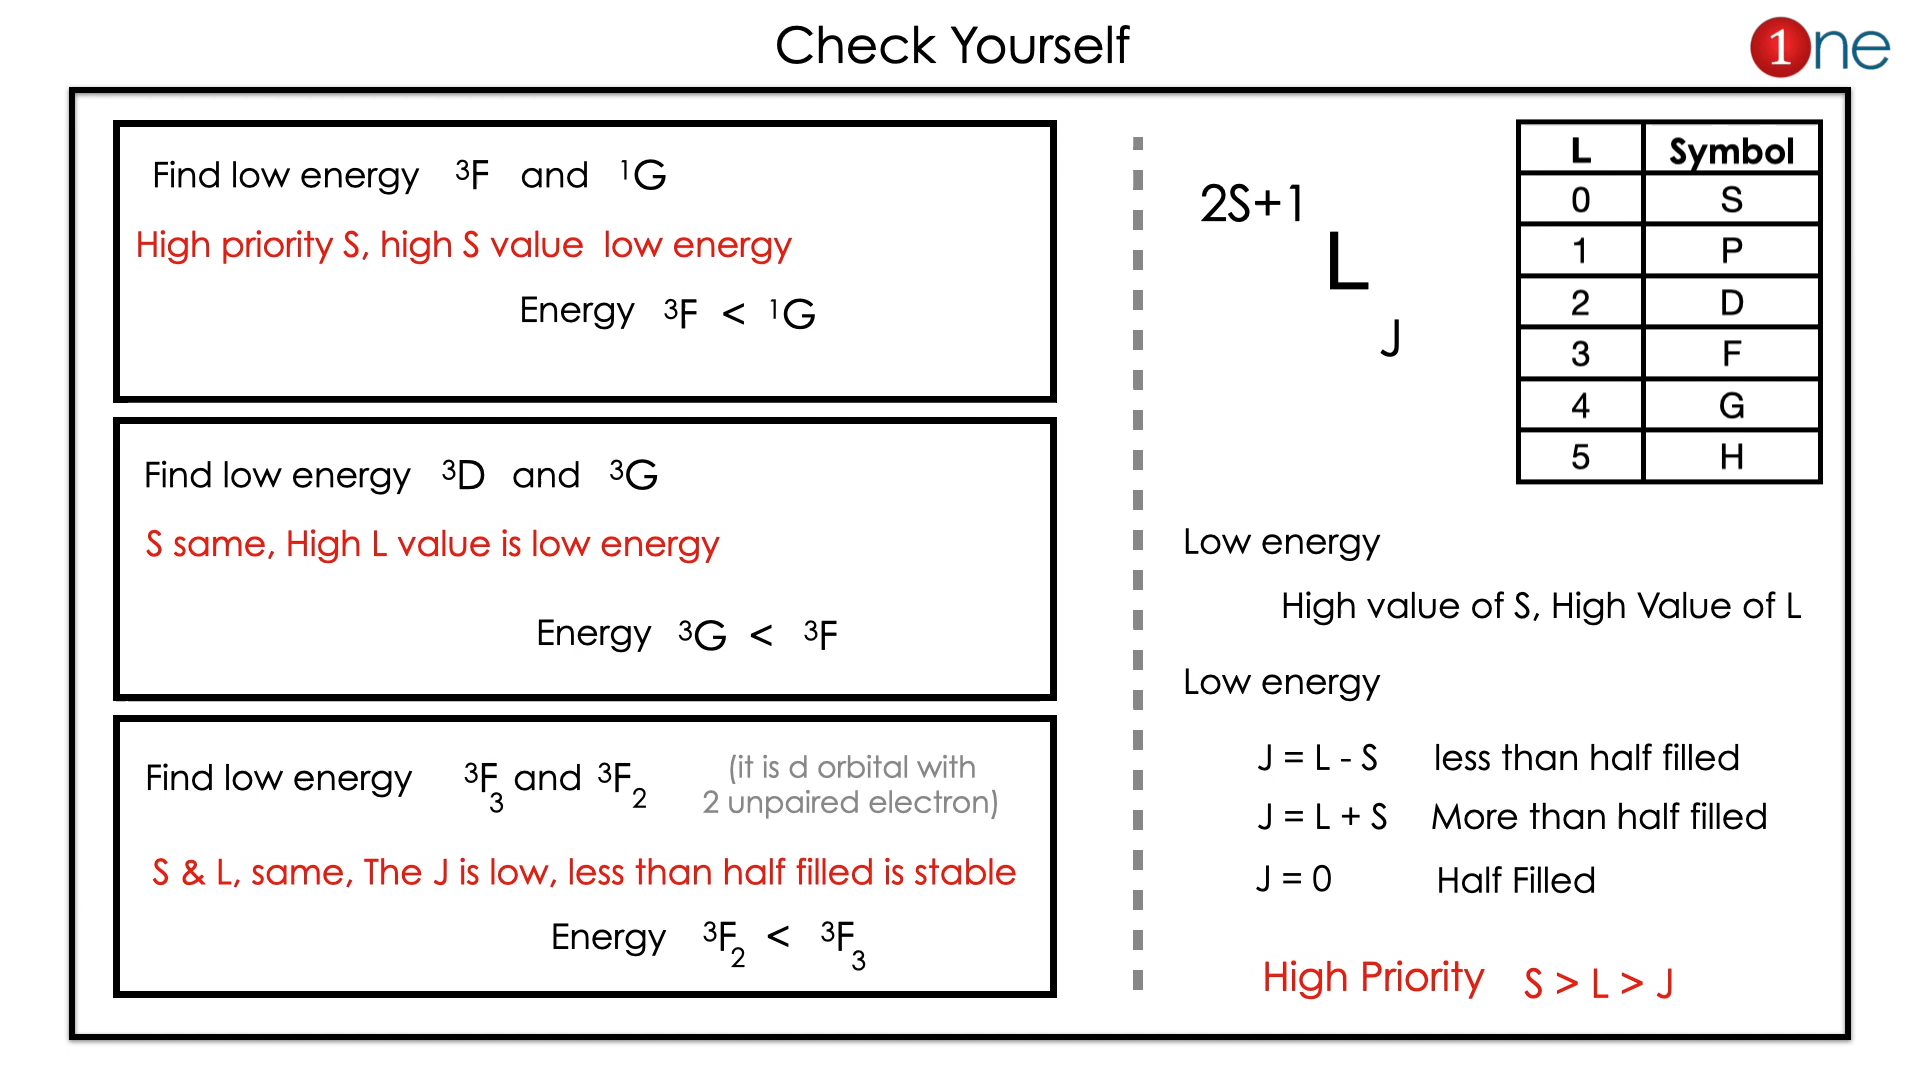 Check Yourself
1ne
Find low energy ³F and ¹G
High priority S, high S value low energy
Energy ³F < ¹G
Find low energy ³D and ³G
S same, High L value is low energy
Energy ³G < ³F
Find low energy ³F₃ and ³F₂
(it is d orbital with
2 unpaired electron)
S & L, same, The J is low, less than half filled is stable
Energy ³F₂ < ³F₃
2S+1
L
J
L Symbol
0 S
1 P
2 D
3 F
4 G
5 H
Low energy
High value of S, High Value of L
Low energy
J = L - S less than half filled
J = L + S More than half filled
J = 0 Half Filled
High Priority S > L > J